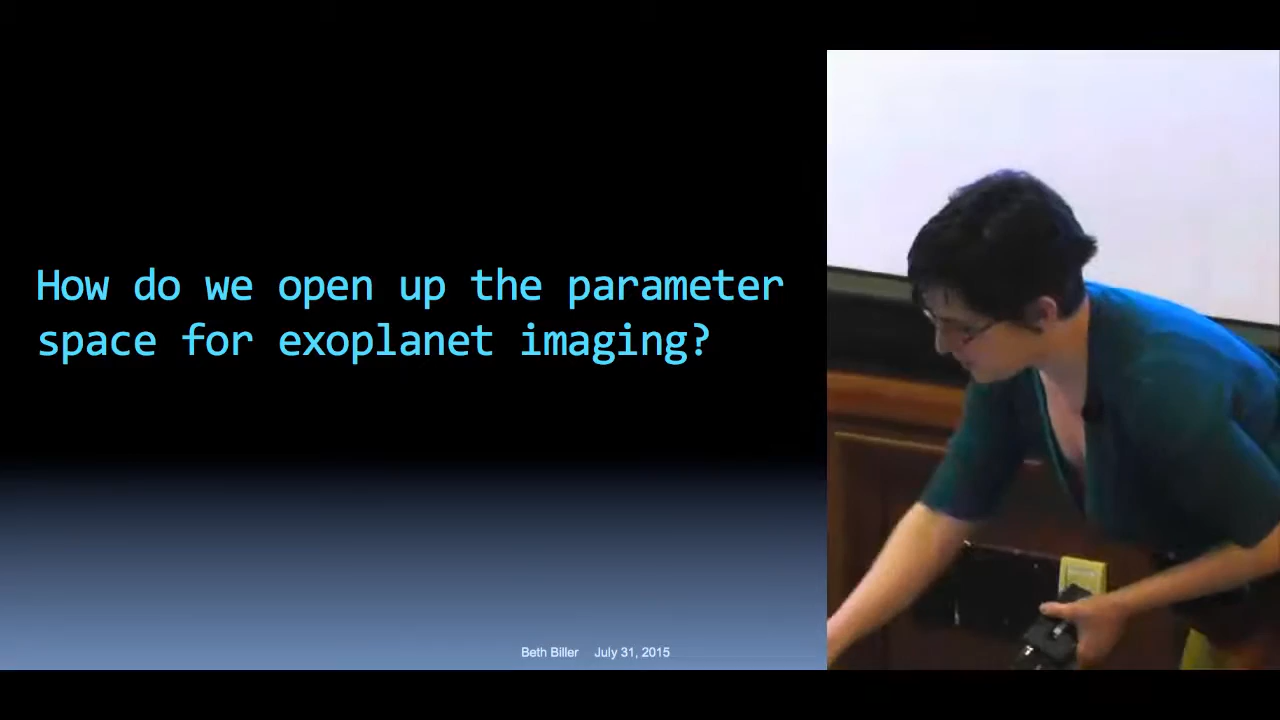 How do we open up the parameter
space for exoplanet imaging?
Beth Biller July 31, 2015